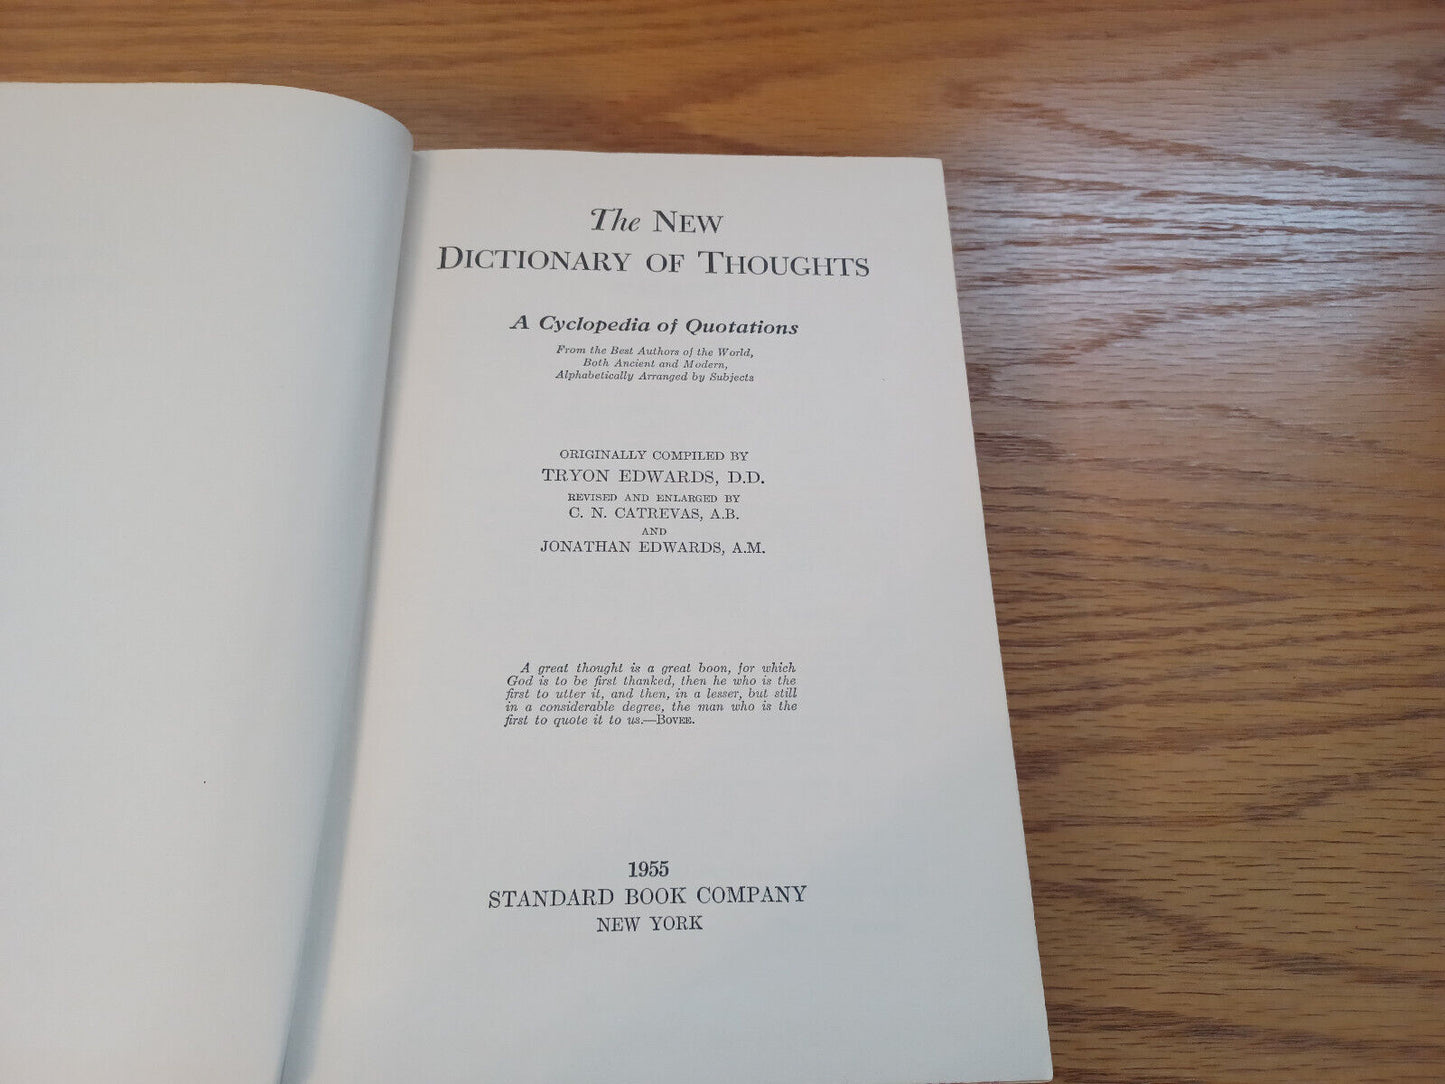 The NEW
DICTIONARY OF THOUGHTS
A Cyclopedia of Quotations
From the Best Authors of the World,
Both Ancient and Modern,
Alphabetically Arranged by Subjects
ORIGINALLY COMPILED BY
TRYON EDWARDS, D.D.
REVISED AND ENLARGED BY
C. N. CATREVAS, A.B.
AND
JONATHAN EDWARDS, A.M.
A great thought is a great boon, for which
God is to be first thanked, then he who is the
first to utter it, and then, in a lesser, but still
in a considerable degree, the man who is the
first to quote it to us.—BOVEE.
1955
STANDARD BOOK COMPANY
NEW YORK